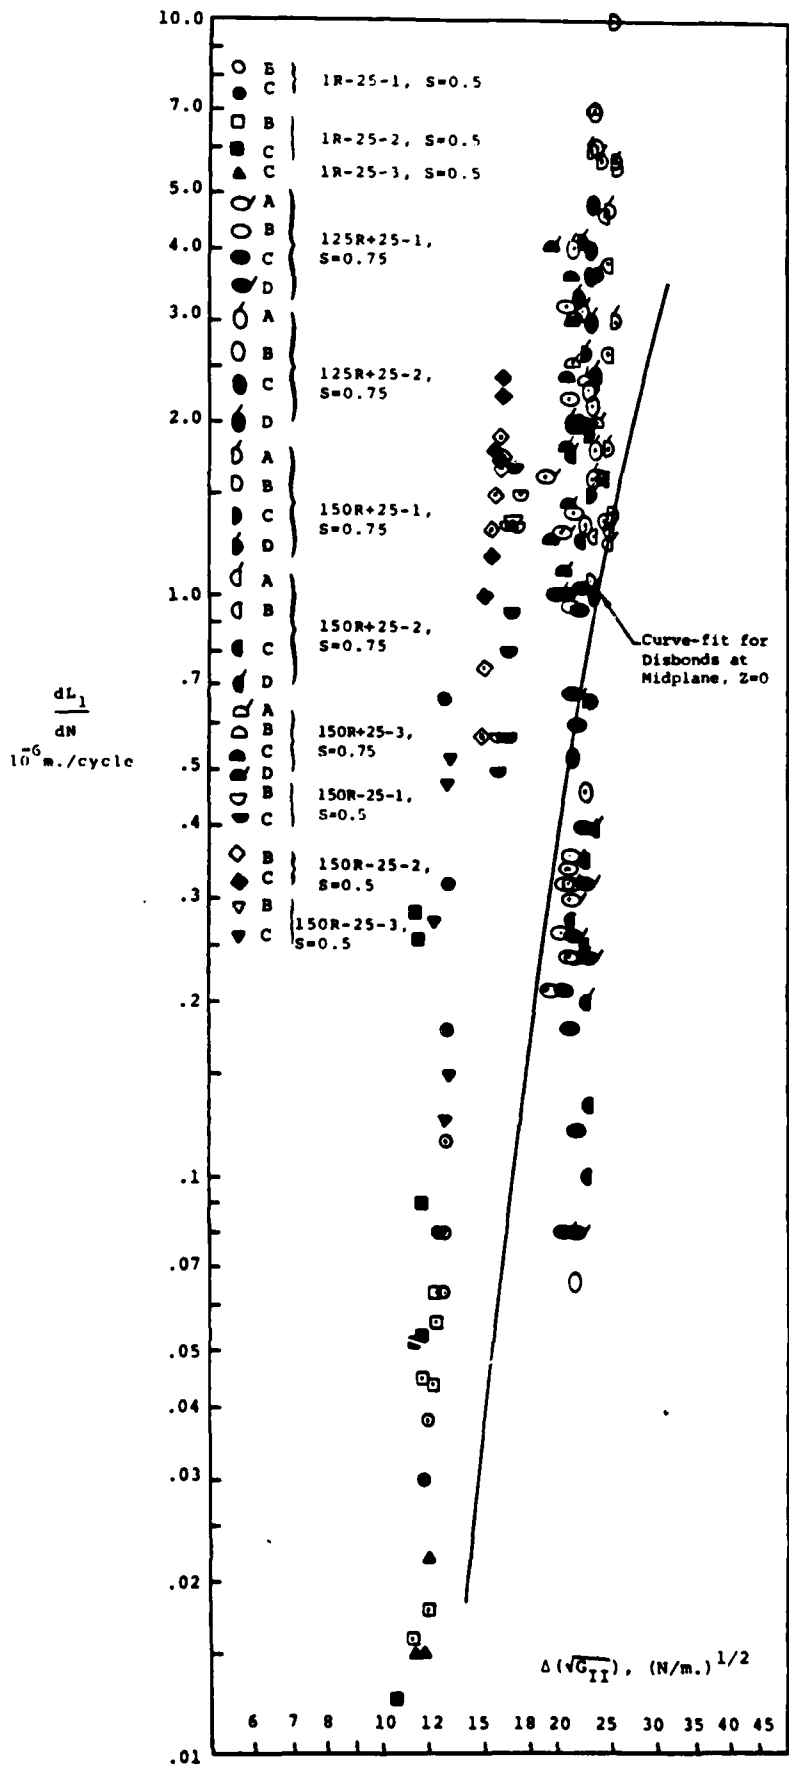 10.0
7.0
5.0
4.0
3.0
2.0
1.0
.7
.5
.4
.3
.2
.1
.07
.05
.04
.03
.02
.01
B
C
1R-25-1, S=0.5
B
C
1R-25-2, S=0.5
C 1R-25-3, S=0.5
A
B
C
D
125R+25-1,
S=0.75
A
B
C
D
125R+25-2,
S=0.75
A
B
C
D
150R+25-1,
S=0.75
A
B
C
D
150R+25-2,
S=0.75
A
B
C
D
150R+25-3,
S=0.75
B
C
150R-25-1,
S=0.5
B
C
150R-25-2,
S=0.5
B
C
150R-25-3,
S=0.5
dL1
dN
10-6 m./cycle
Curve-fit for
Disbonds at
Midplane, Z=0
Δ(√GII), (N/m.)1/2
6 7 8 10 12 15 18 20 25 30 35 40 45